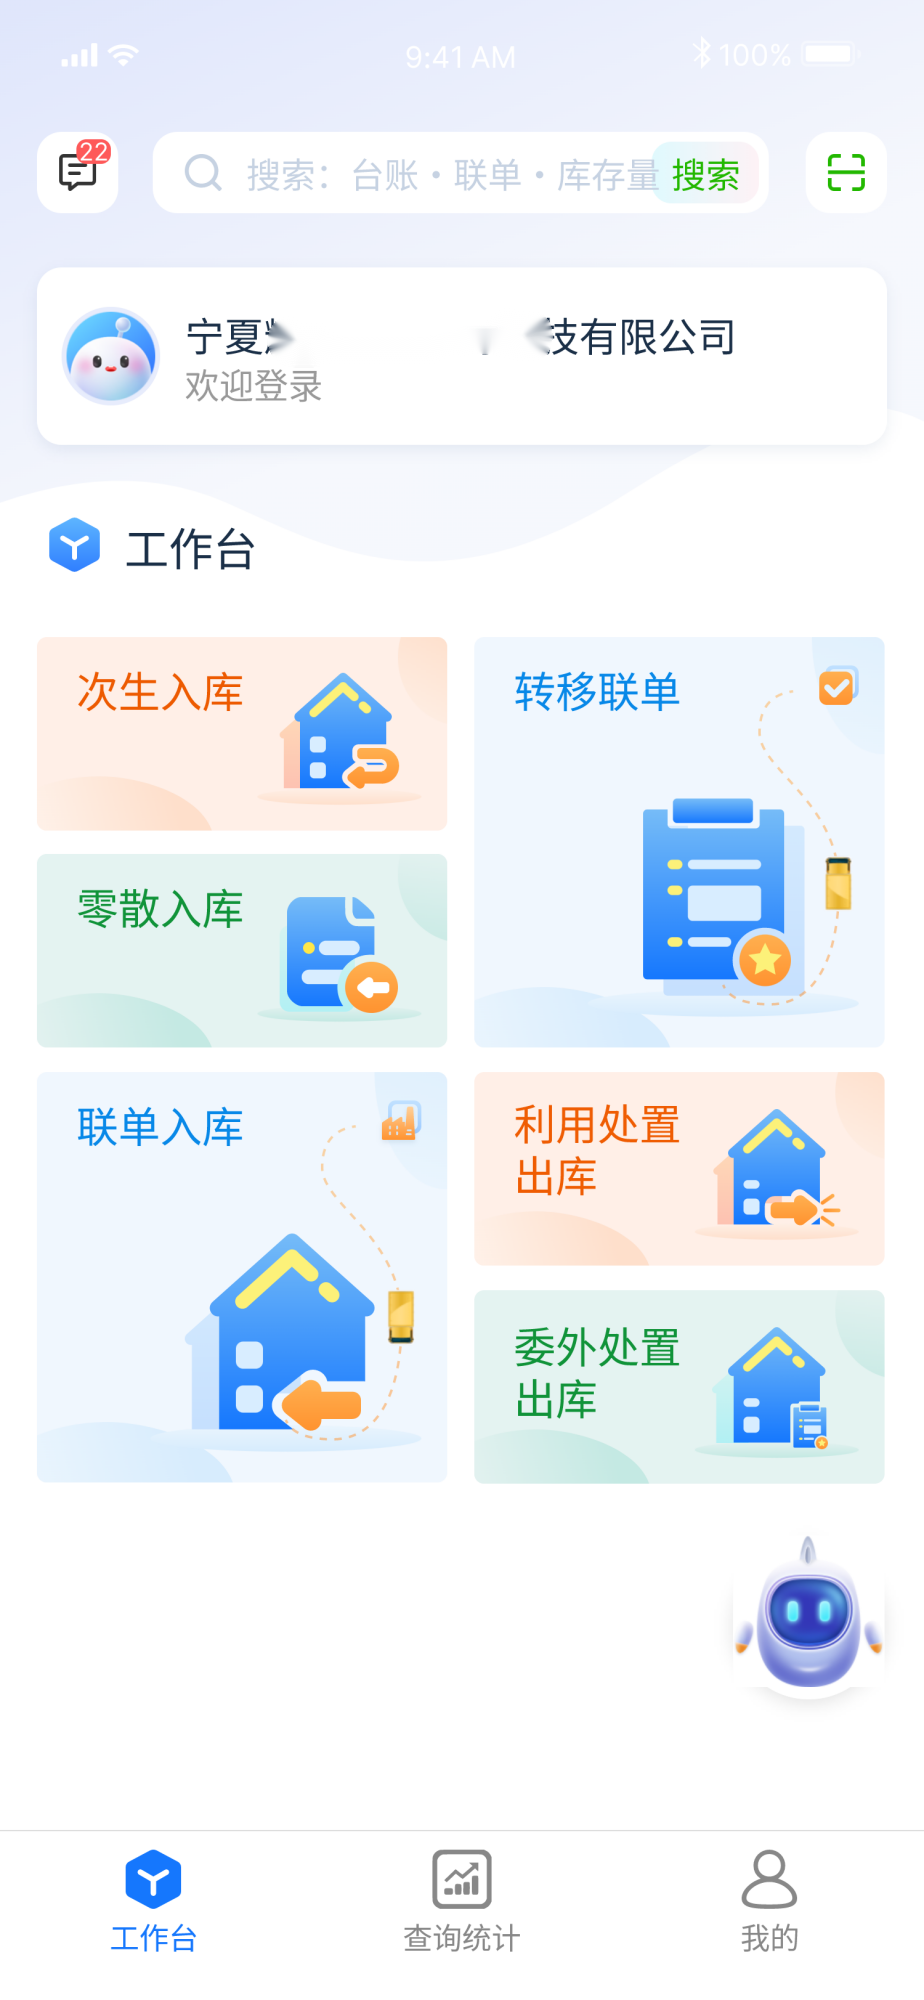 9:41 AM
100%
22
搜索：台账·联单·库存量
搜索
宁夏
技有限公司
欢迎登录
工作台
次生入库
转移联单
零散入库
联单入库
利用处置
出库
委外处置
出库
工作台
查询统计
我的